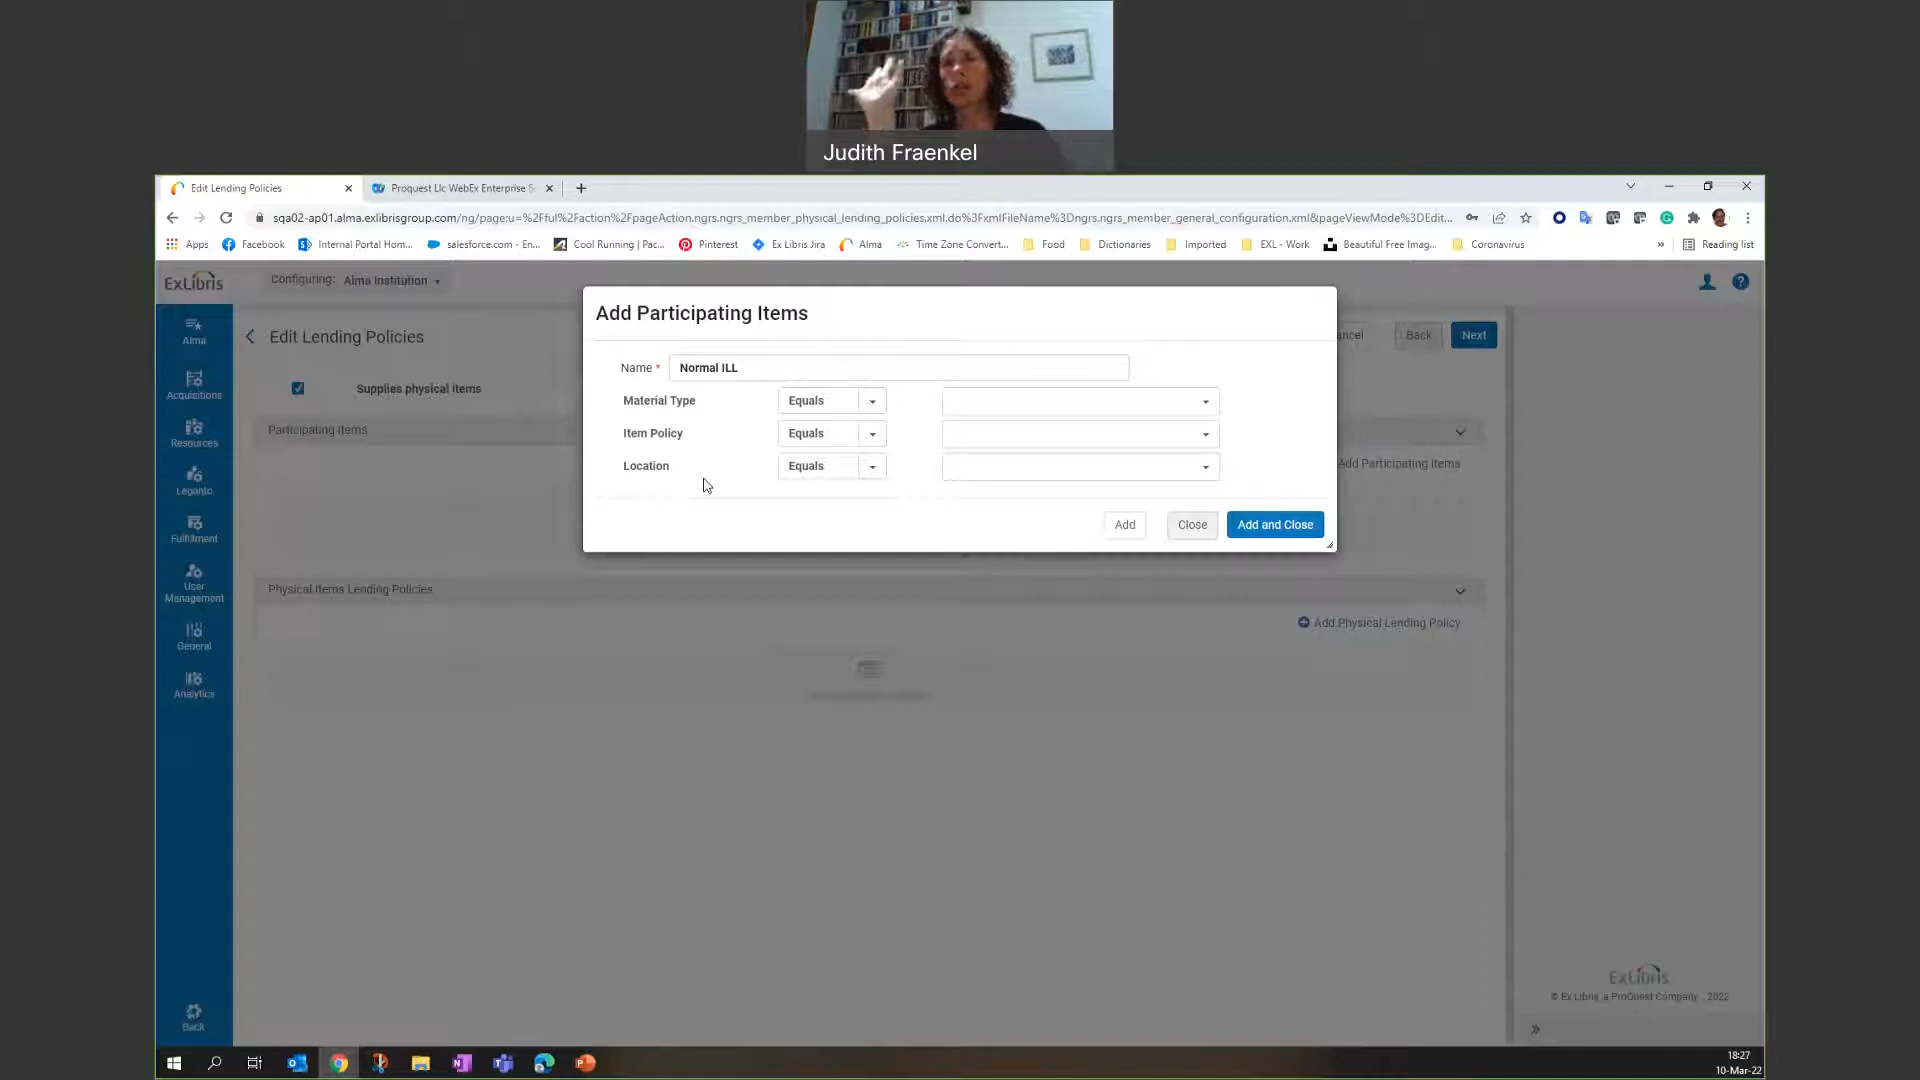 Judith Fraenkel
Edit Lending Policies
Proquest Llc WebEx Enterprise S
sqa02-ap01.alma.exlibrisgroup.com/ng/page;u=%2Fful%2Faction%2FpageAction.ngrs.ngrs_member_physical_lending_policies.xml.do%3FxmlFileName%3Dngrs.ngrs_member_general_configuration.xml&pageViewMode%3DEdit...
Apps
Facebook
Internal Portal Hom...
salesforce.com - En...
Cool Running | Pac...
Pinterest
Ex Libris Jira
Alma
Time Zone Convert...
Food
Dictionaries
Imported
EXL - Work
Beautiful Free Imag...
Coronavirus
»
Reading list
ExLibris
Configuring: Alma Institution
Add Participating Items
Edit Lending Policies
ancel
Back
Next
Supplies physical items
Participating Items
Add Participating Items
Name * Normal ILL
Material Type Equals
Item Policy Equals
Location Equals
Add
Close
Add and Close
Physical Items Lending Policies
Add Physical Lending Policy
Alma
Acquisitions
Resources
Leganto
Fulfillment
User
Management
General
Analytics
Back
ExLibris
© Ex Libris, a ProQuest Company, 2022
18:27
10-Mar-22